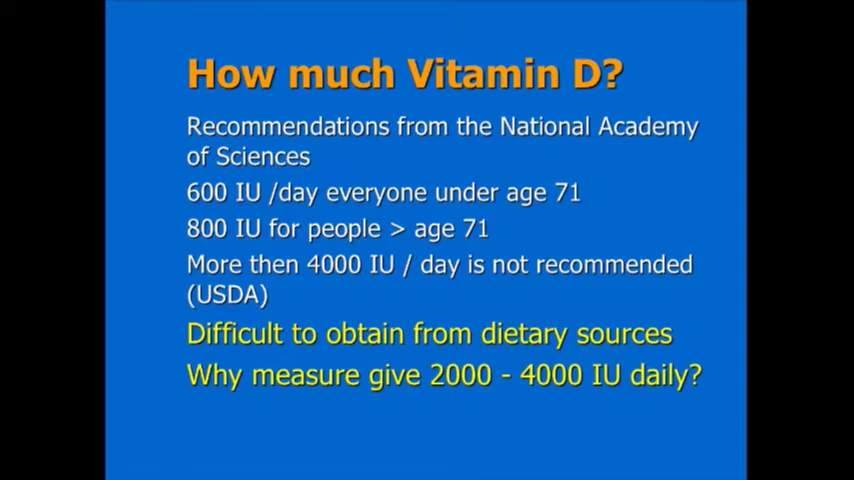 How much Vitamin D?
Recommendations from the National Academy
of Sciences
600 IU /day everyone under age 71
800 IU for people > age 71
More then 4000 IU / day is not recommended
(USDA)
Difficult to obtain from dietary sources
Why measure give 2000 - 4000 IU daily?